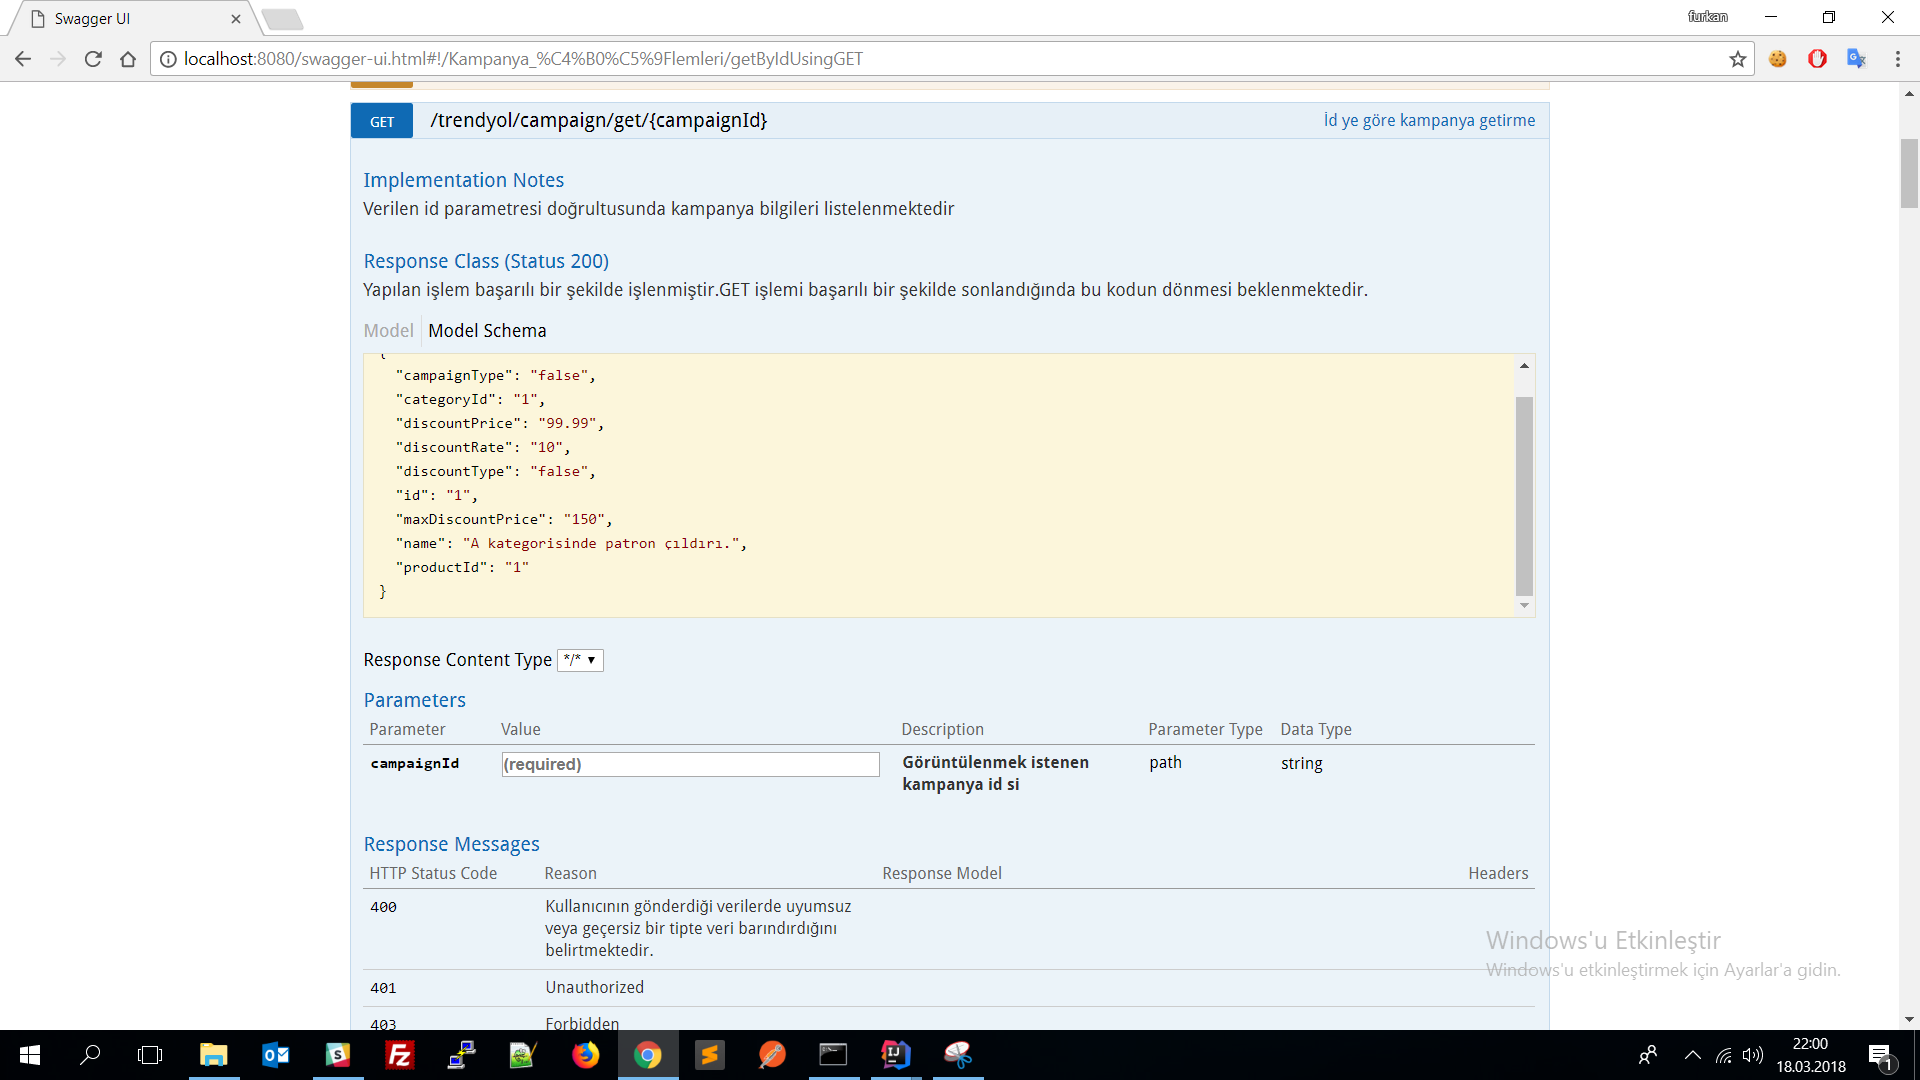 Swagger UI
furkan
localhost:8080/swagger-ui.html#!/Kampanya_%C4%B0%C5%9Flemleri/getByIdUsingGET
GET /trendyol/campaign/get/{campaignId} İd ye göre kampanya getirme
Implementation Notes
Verilen id parametresi doğrultusunda kampanya bilgileri listelenmektedir
Response Class (Status 200)
Yapılan işlem başarılı bir şekilde işlenmiştir.GET işlemi başarılı bir şekilde sonlandığında bu kodun dönmesi beklenmektedir.
Model Model Schema
{
"campaignType": "false",
"categoryId": "1",
"discountPrice": "99.99",
"discountRate": "10",
"discountType": "false",
"id": "1",
"maxDiscountPrice": "150",
"name": "A kategorisinde patron çıldırı.",
"productId": "1"
}
Response Content Type */*
Parameters
Parameter Value Description Parameter Type Data Type
campaignId (required) Görüntülenmek istenen path string
kampanya id si
Response Messages
HTTP Status Code Reason Response Model Headers
400 Kullanıcının gönderdiği verilerde uyumsuz
veya geçersiz bir tipte veri barındırdığını
belirtmektedir.
401 Unauthorized
403 Forbidden
Windows'u Etkinleştir
Windows'u etkinleştirmek için Ayarlar'a gidin.
22:00
18.03.2018
1